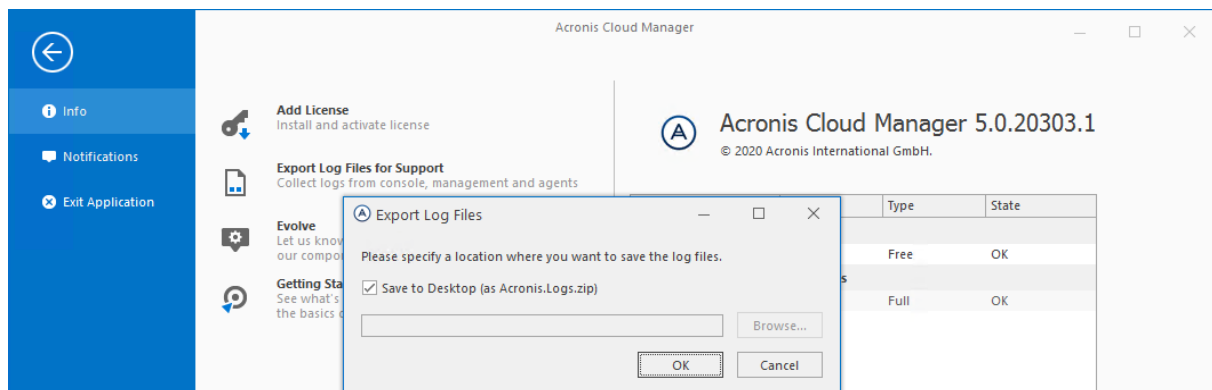 Acronis Cloud Manager
Info
Notifications
Exit Application
Add License
Install and activate license
Export Log Files for Support
Collect logs from console, management and agents
Evolve
Let us know
our compo
Getting Sta
See what's
the basics
Acronis Cloud Manager 5.0.20303.1
© 2020 Acronis International GmbH.
Type State
Free OK
s
Full OK
Export Log Files
Please specify a location where you want to save the log files.
Save to Desktop (as Acronis.Logs.zip)
Browse...
OK Cancel